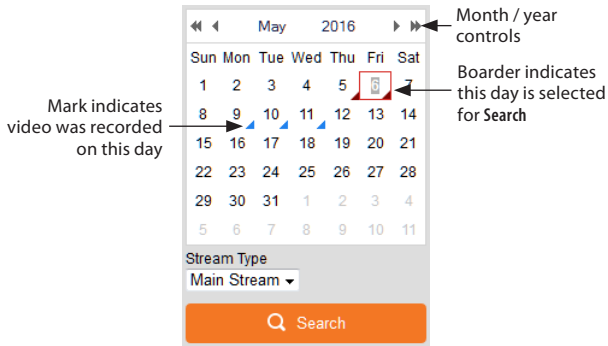 May 2016
Month / year
controls
Sun Mon Tue Wed Thu Fri Sat
1 2 3 4 5 6 7
Boarder indicates
this day is selected
for Search
Mark indicates
video was recorded
on this day
8 9 10 11 12 13 14
15 16 17 18 19 20 21
22 23 24 25 26 27 28
29 30 31 1 2 3 4
5 6 7 8 9 10 11
Stream Type
Main Stream
Search